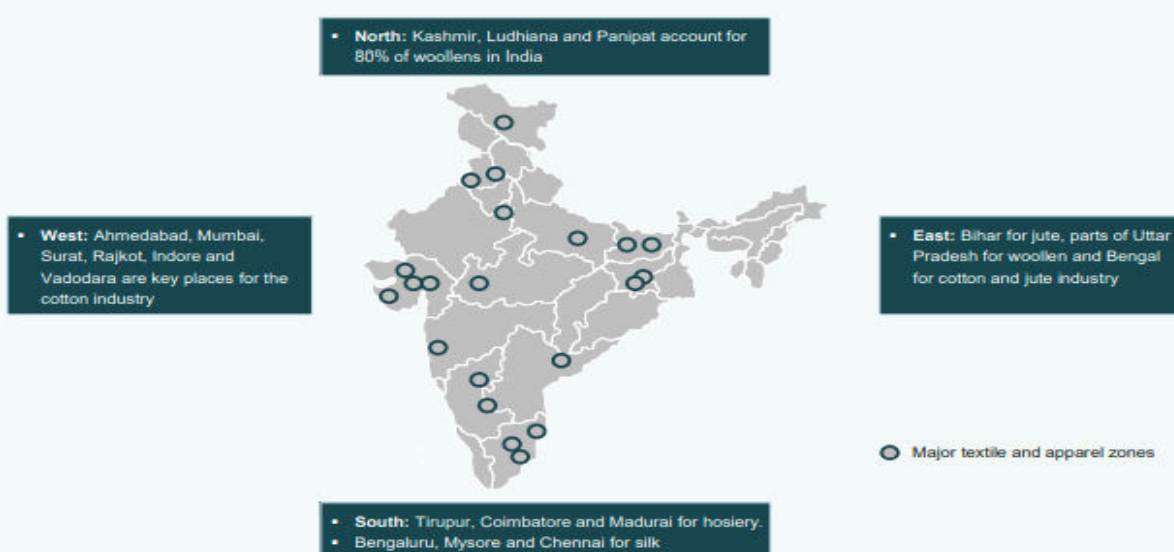 ▪ North: Kashmir, Ludhiana and Panipat account for
80% of woollens in India
▪ West: Ahmedabad, Mumbai,
Surat, Rajkot, Indore and
Vadodara are key places for the
cotton industry
▪ East: Bihar for jute, parts of Uttar
Pradesh for woollen and Bengal
for cotton and jute industry
Major textile and apparel zones
▪ South: Tirupur, Coimbatore and Madurai for hosiery.
▪ Bengaluru, Mysore and Chennai for silk